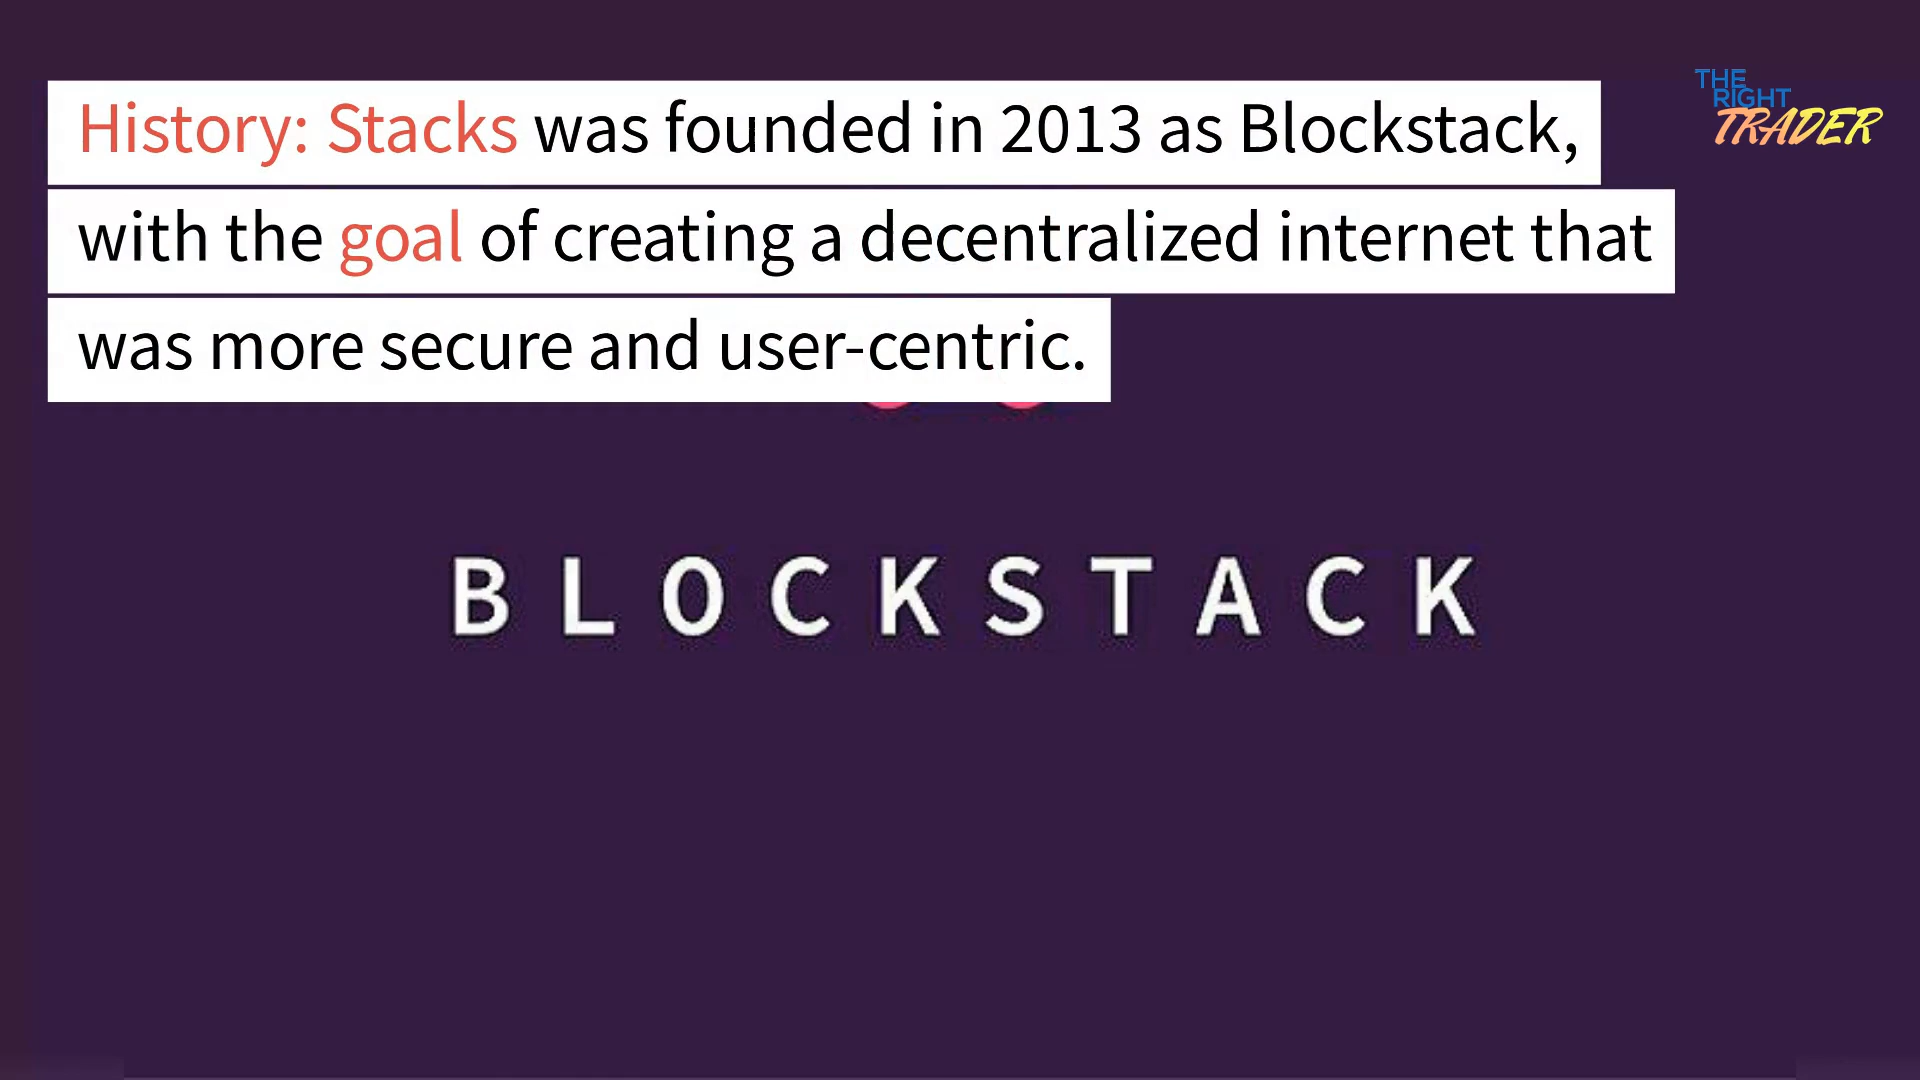 History: Stacks was founded in 2013 as Blockstack,
with the goal of creating a decentralized internet that
was more secure and user-centric.
THE
RIGHT
TRADER
BLOCKSTACK